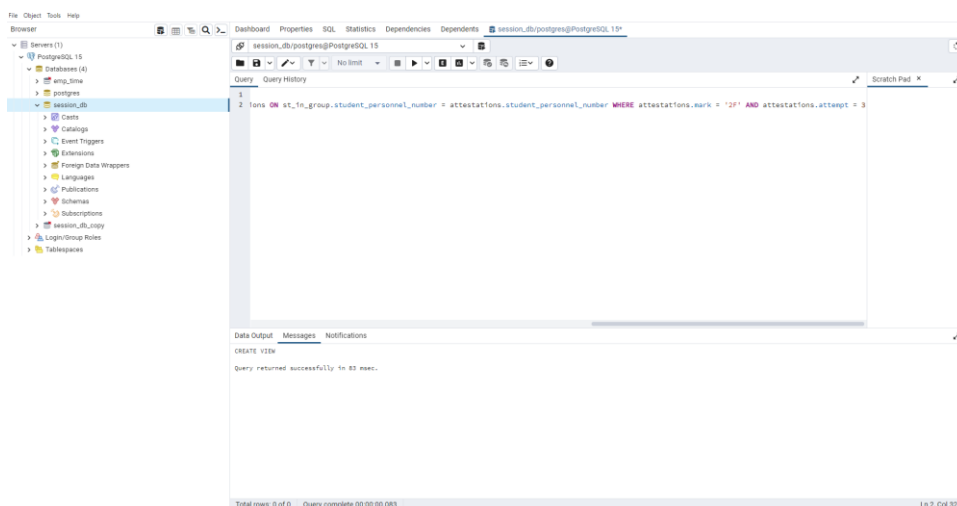 File Object Tools Help
Browser
Dashboard Properties SQL Statistics Dependencies Dependents session_db/postgres@PostgreSQL 15*
Servers (1)
session_db/postgres@PostgreSQL 15
PostgreSQL 15
No limit
Databases (4)
emp_time
Query Query History
Scratch Pad ×
postgres
1
session_db
2 ions ON st_in_group.student_personnel_number = attestations.student_personnel_number WHERE attestations.mark = '2F' AND attestations.attempt = 3
Casts
Catalogs
Event Triggers
Extensions
Foreign Data Wrappers
Languages
Publications
Schemas
Subscriptions
session_db_copy
Login/Group Roles
Tablespaces
Data Output Messages Notifications
CREATE VIEW
Query returned successfully in 83 msec.
Total rows: 0 of 0 Query complete 00:00:00.083
Ln 2, Col 32